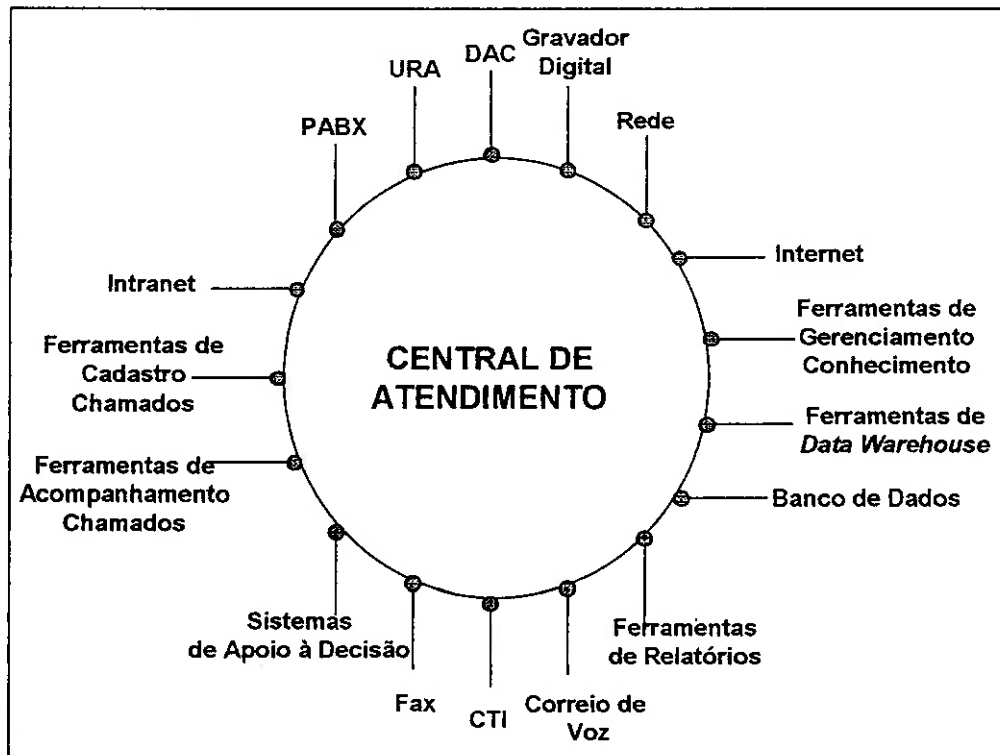 DAC
Gravador
Digital
URA
Rede
PABX
Internet
Intranet
Ferramentas de
Gerenciamento
Conhecimento
Ferramentas de
Cadastro
Chamados
CENTRAL DE
ATENDIMENTO
Ferramentas de
Data Warehouse
Ferramentas de
Acompanhamento
Chamados
Banco de Dados
Sistemas
de Apoio à Decisão
Ferramentas
de Relatórios
Fax
CTI
Correio de
Voz